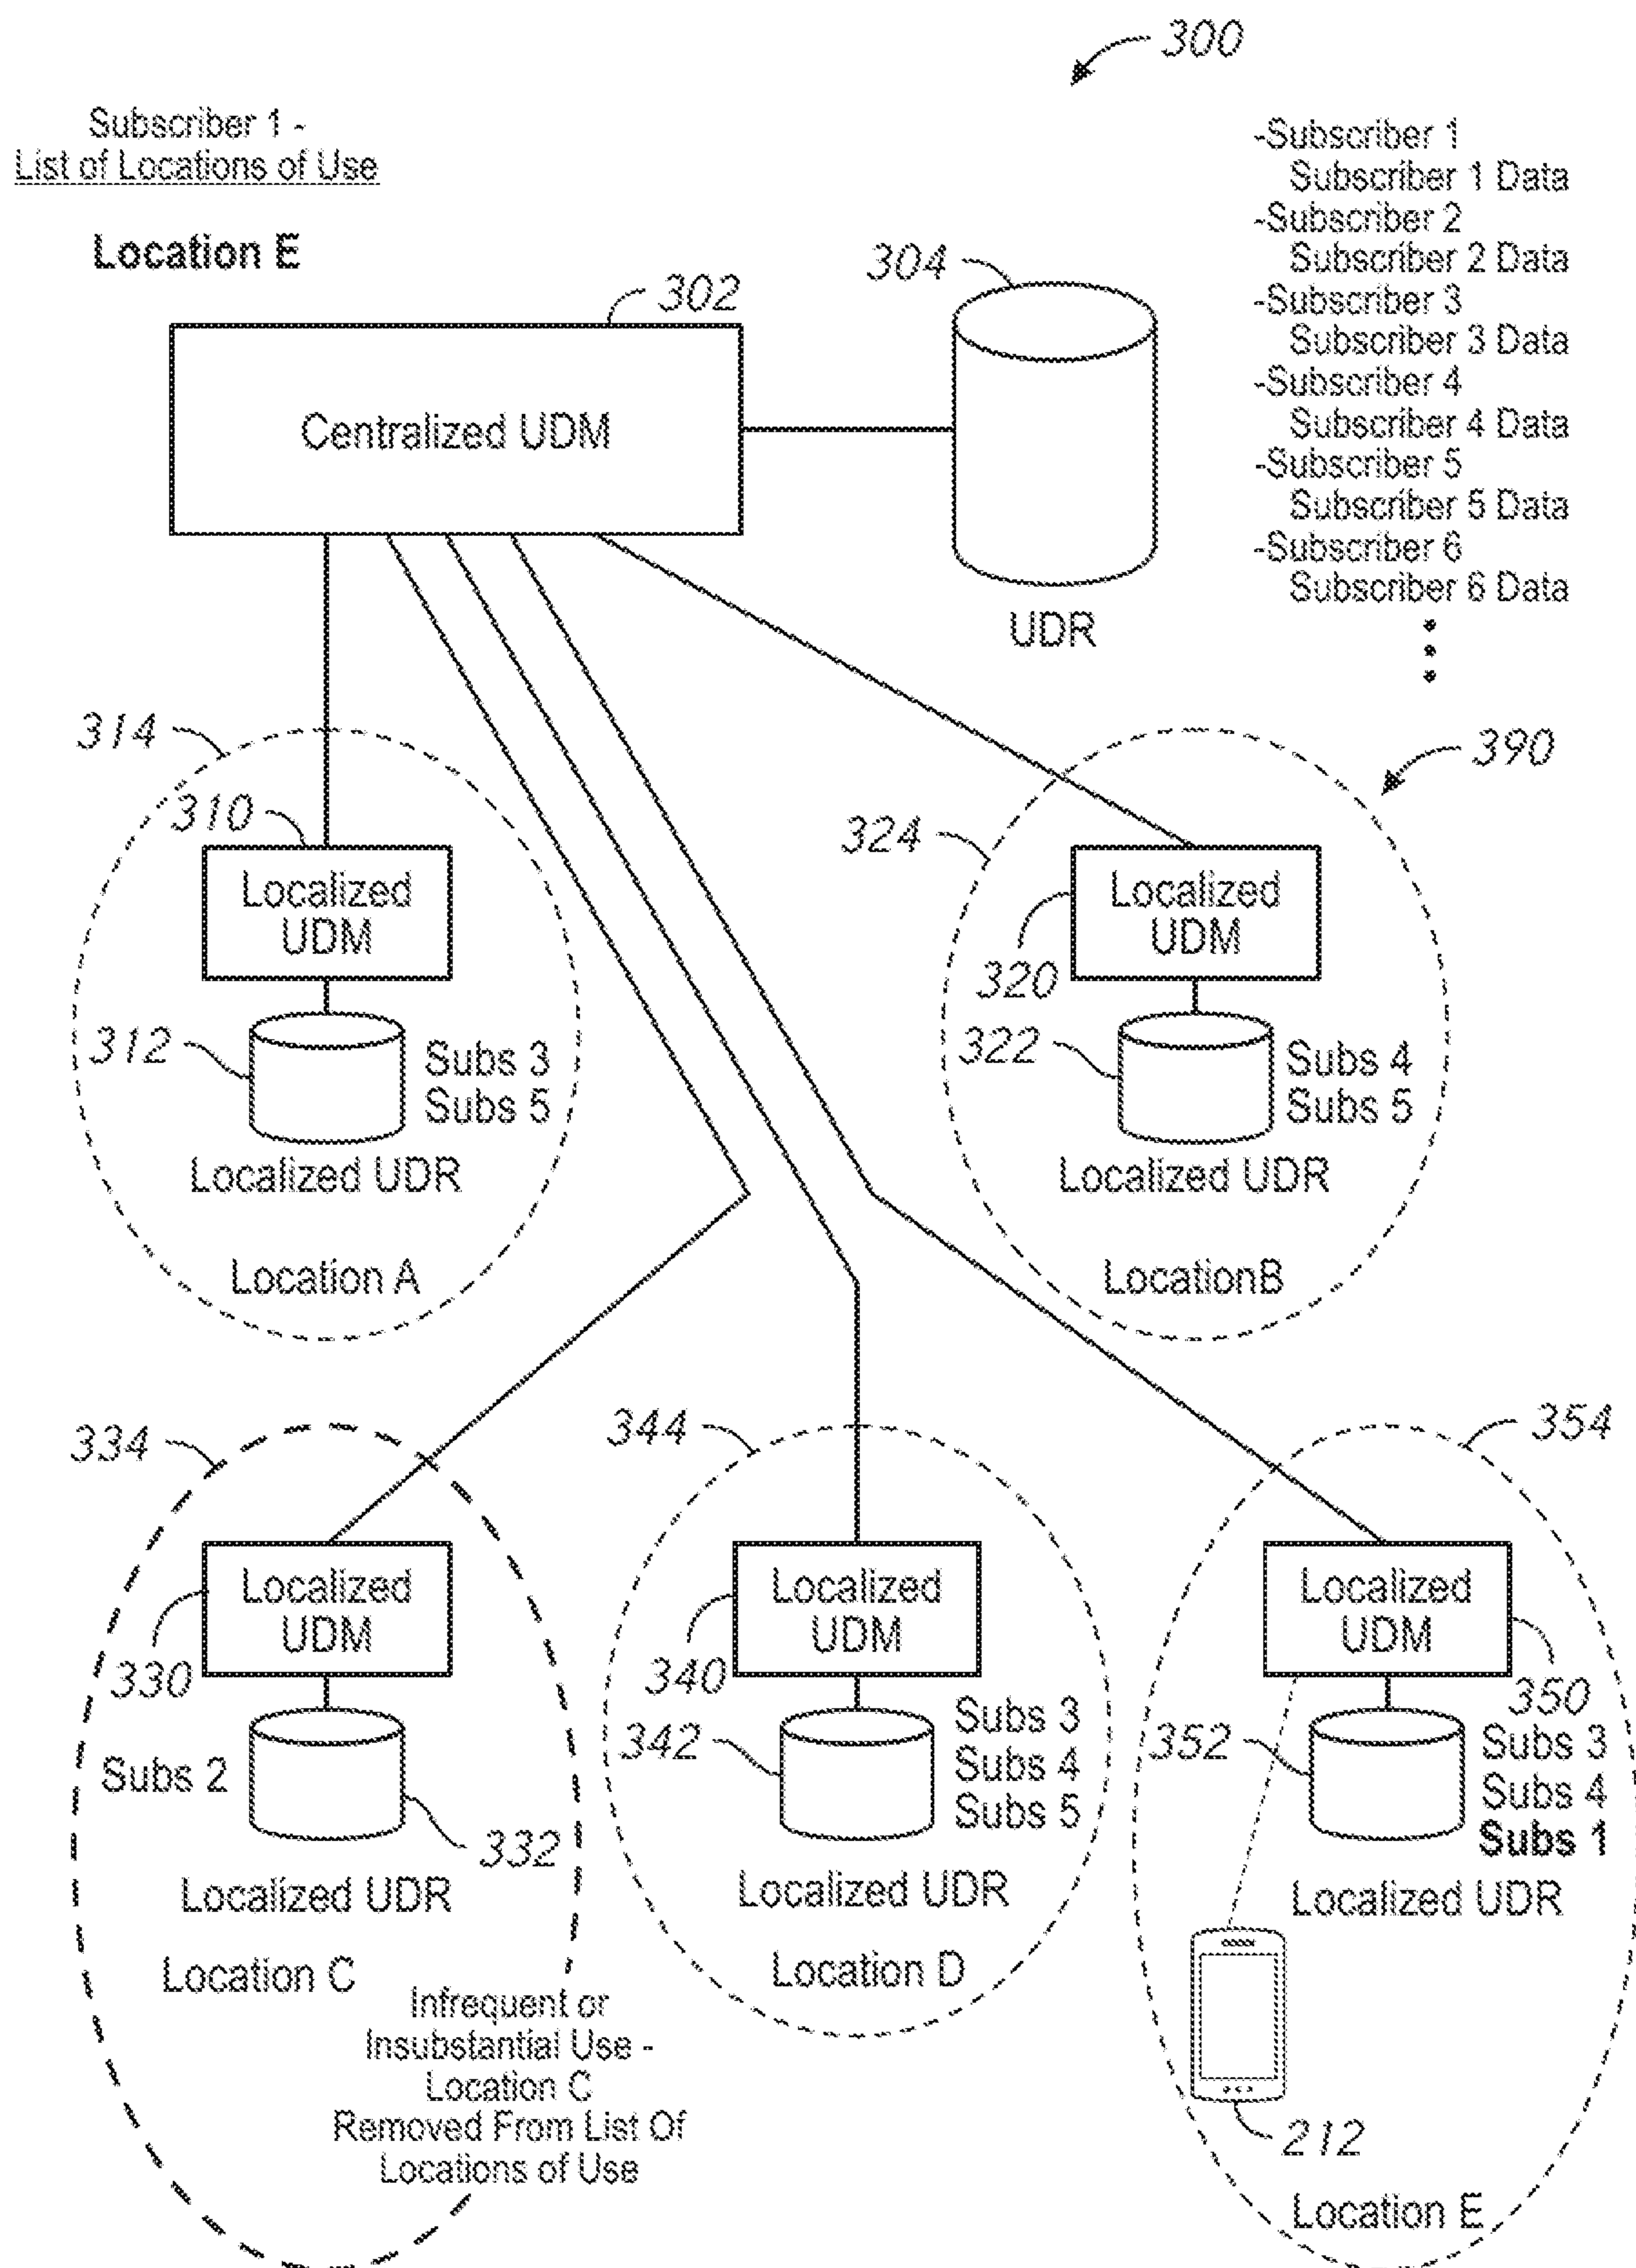 300
Subscriber 1 -
List of Locations of Use
Location E
-Subscriber 1
Subscriber 1 Data
-Subscriber 2
Subscriber 2 Data
-Subscriber 3
Subscriber 3 Data
-Subscriber 4
Subscriber 4 Data
-Subscriber 5
Subscriber 5 Data
-Subscriber 6
Subscriber 6 Data
302
304
Centralized UDM
UDR
390
314
310
Localized
UDM
312
Subs 3
Subs 5
Localized UDR
Location A
324
Localized
UDM
320
322
Subs 4
Subs 5
Localized UDR
LocationB
334
Localized
UDM
330
Subs 2
332
Localized UDR
Location C
Infrequent or
Insubstantial Use -
Location C
Removed From List Of
Locations of Use
344
Localized
UDM
340
342
Subs 3
Subs 4
Subs 5
Localized UDR
Location D
354
Localized
UDM
350
352
Subs 3
Subs 4
Subs 1
Localized UDR
212
Location E